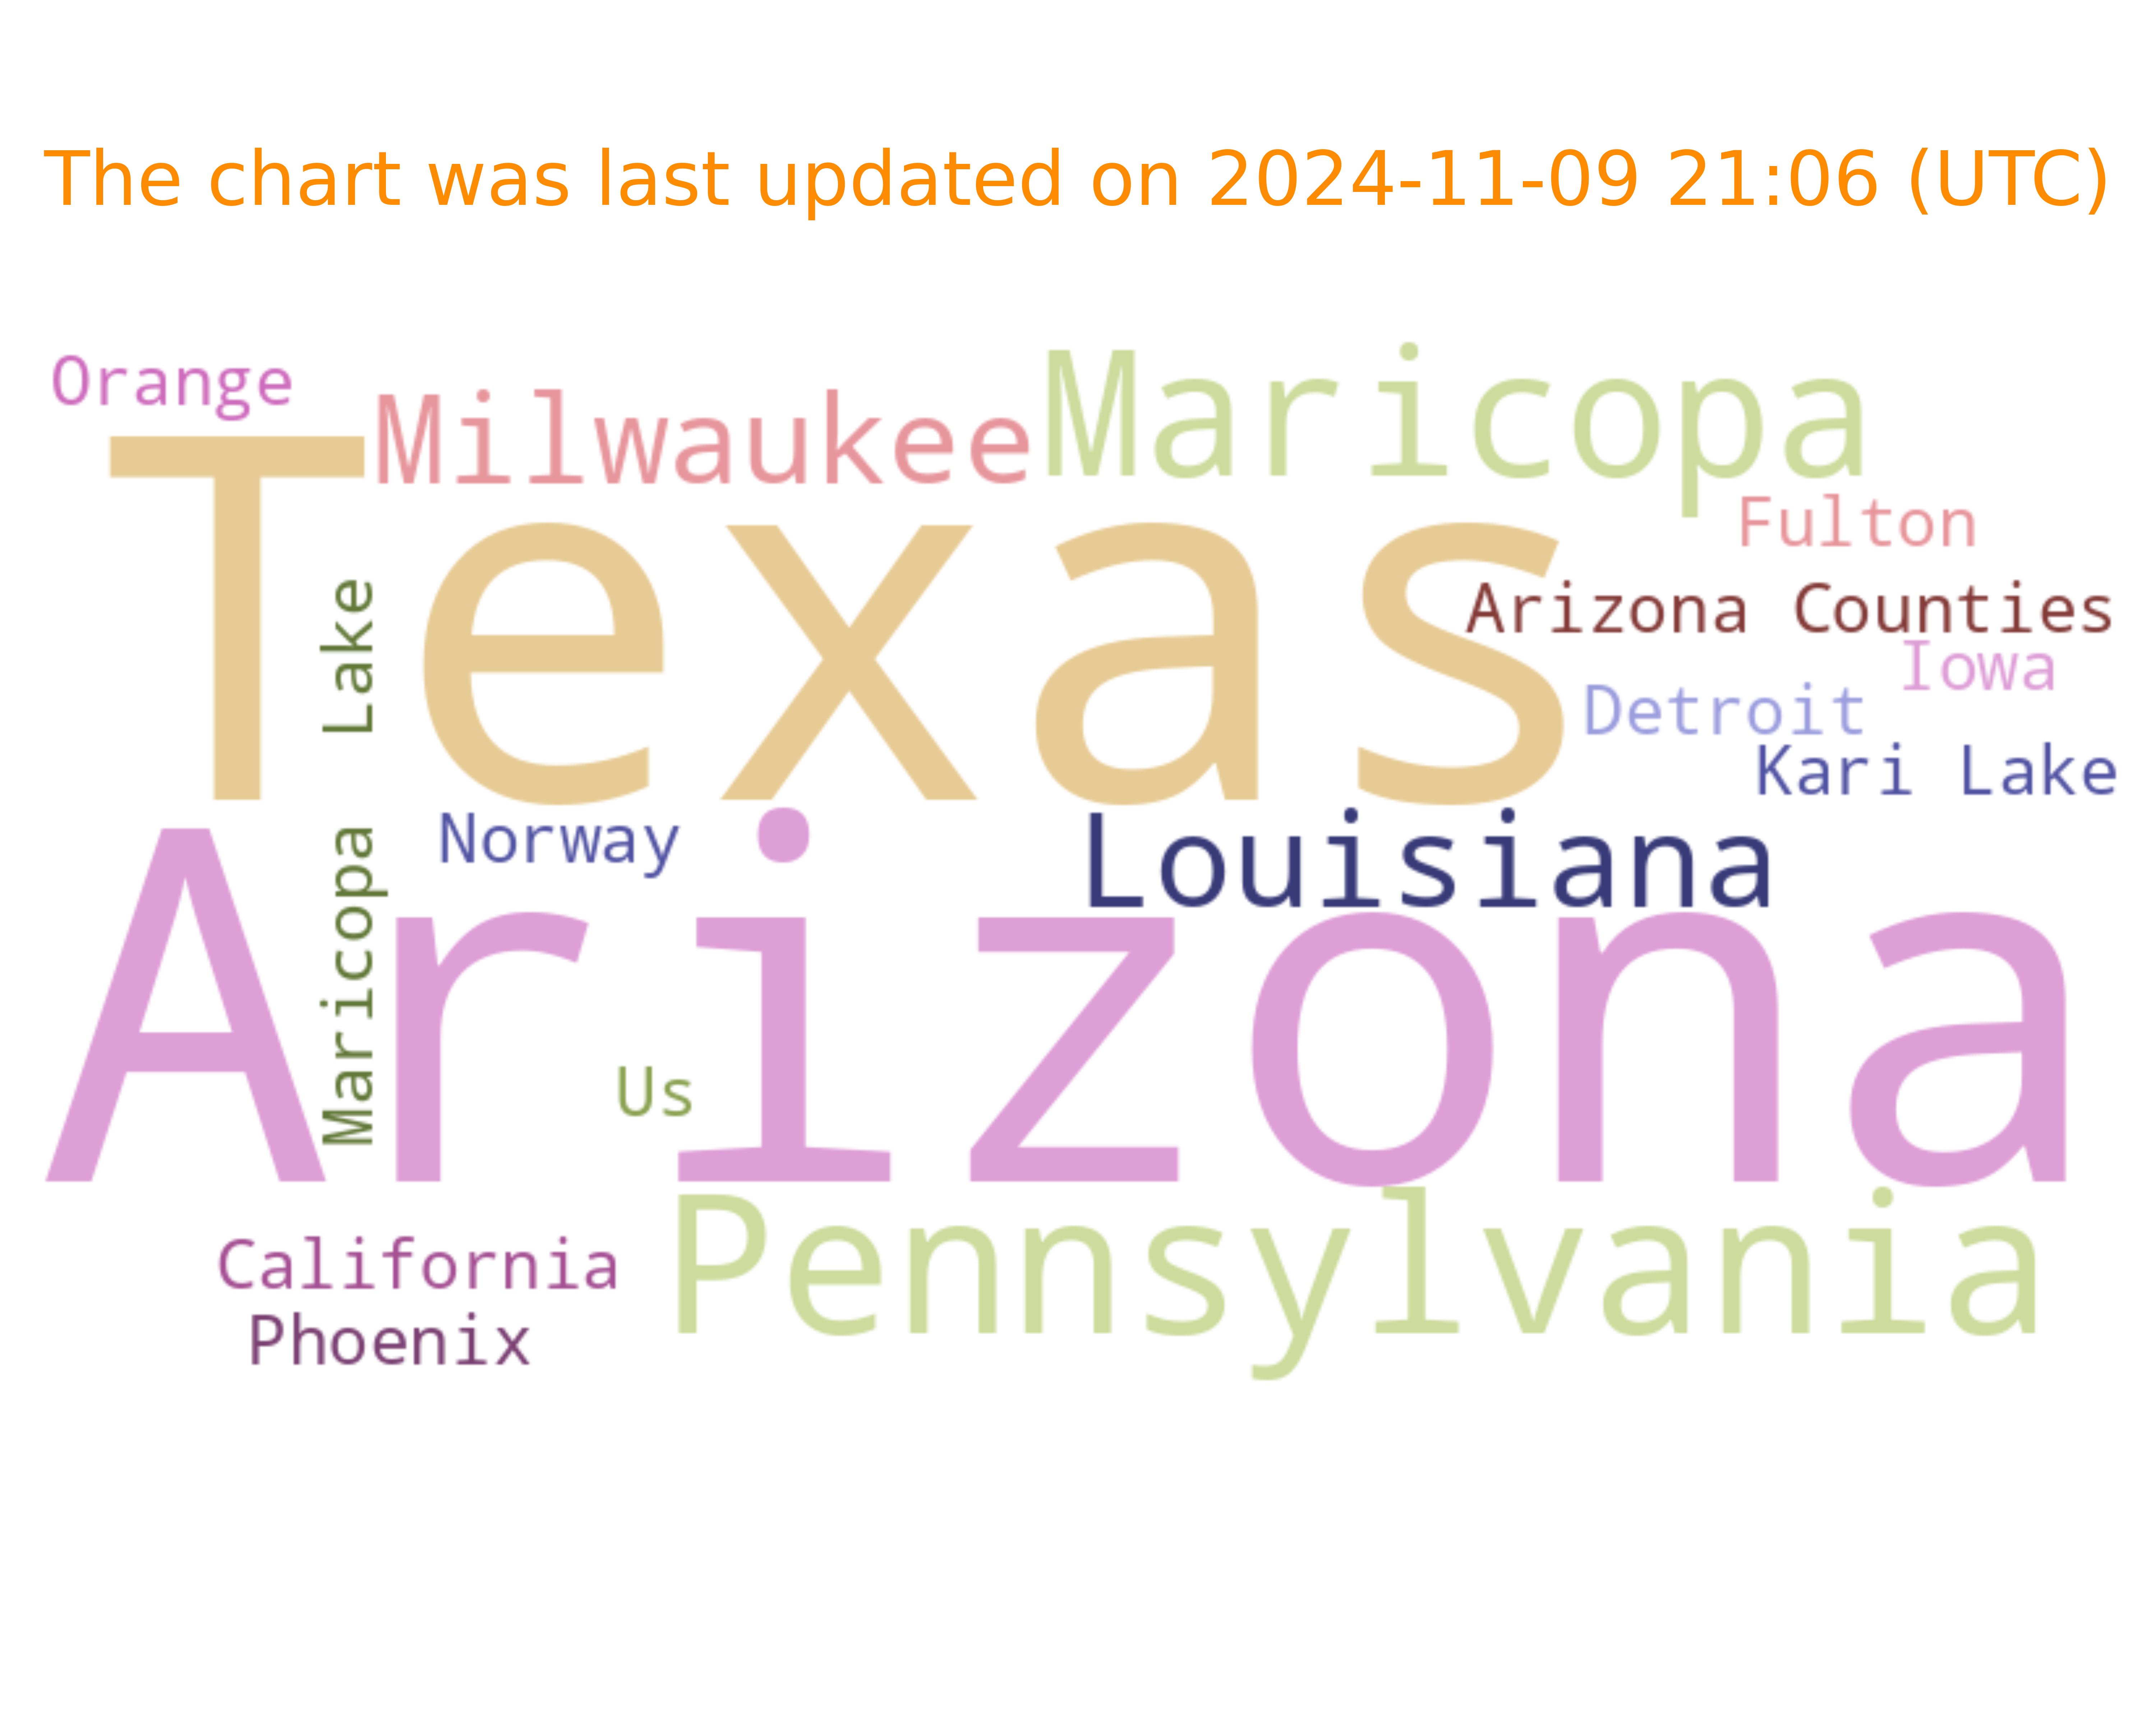 The chart was last updated on 2024-11-09 21:06 (UTC)
Orange
Milwaukee
Maricopa
Texas
Fulton
Arizona Counties
Iowa
Detroit
Kari Lake
Maricopa Lake
Norway
Louisiana
Arizona
Us
Pennsylvania
California
Phoenix